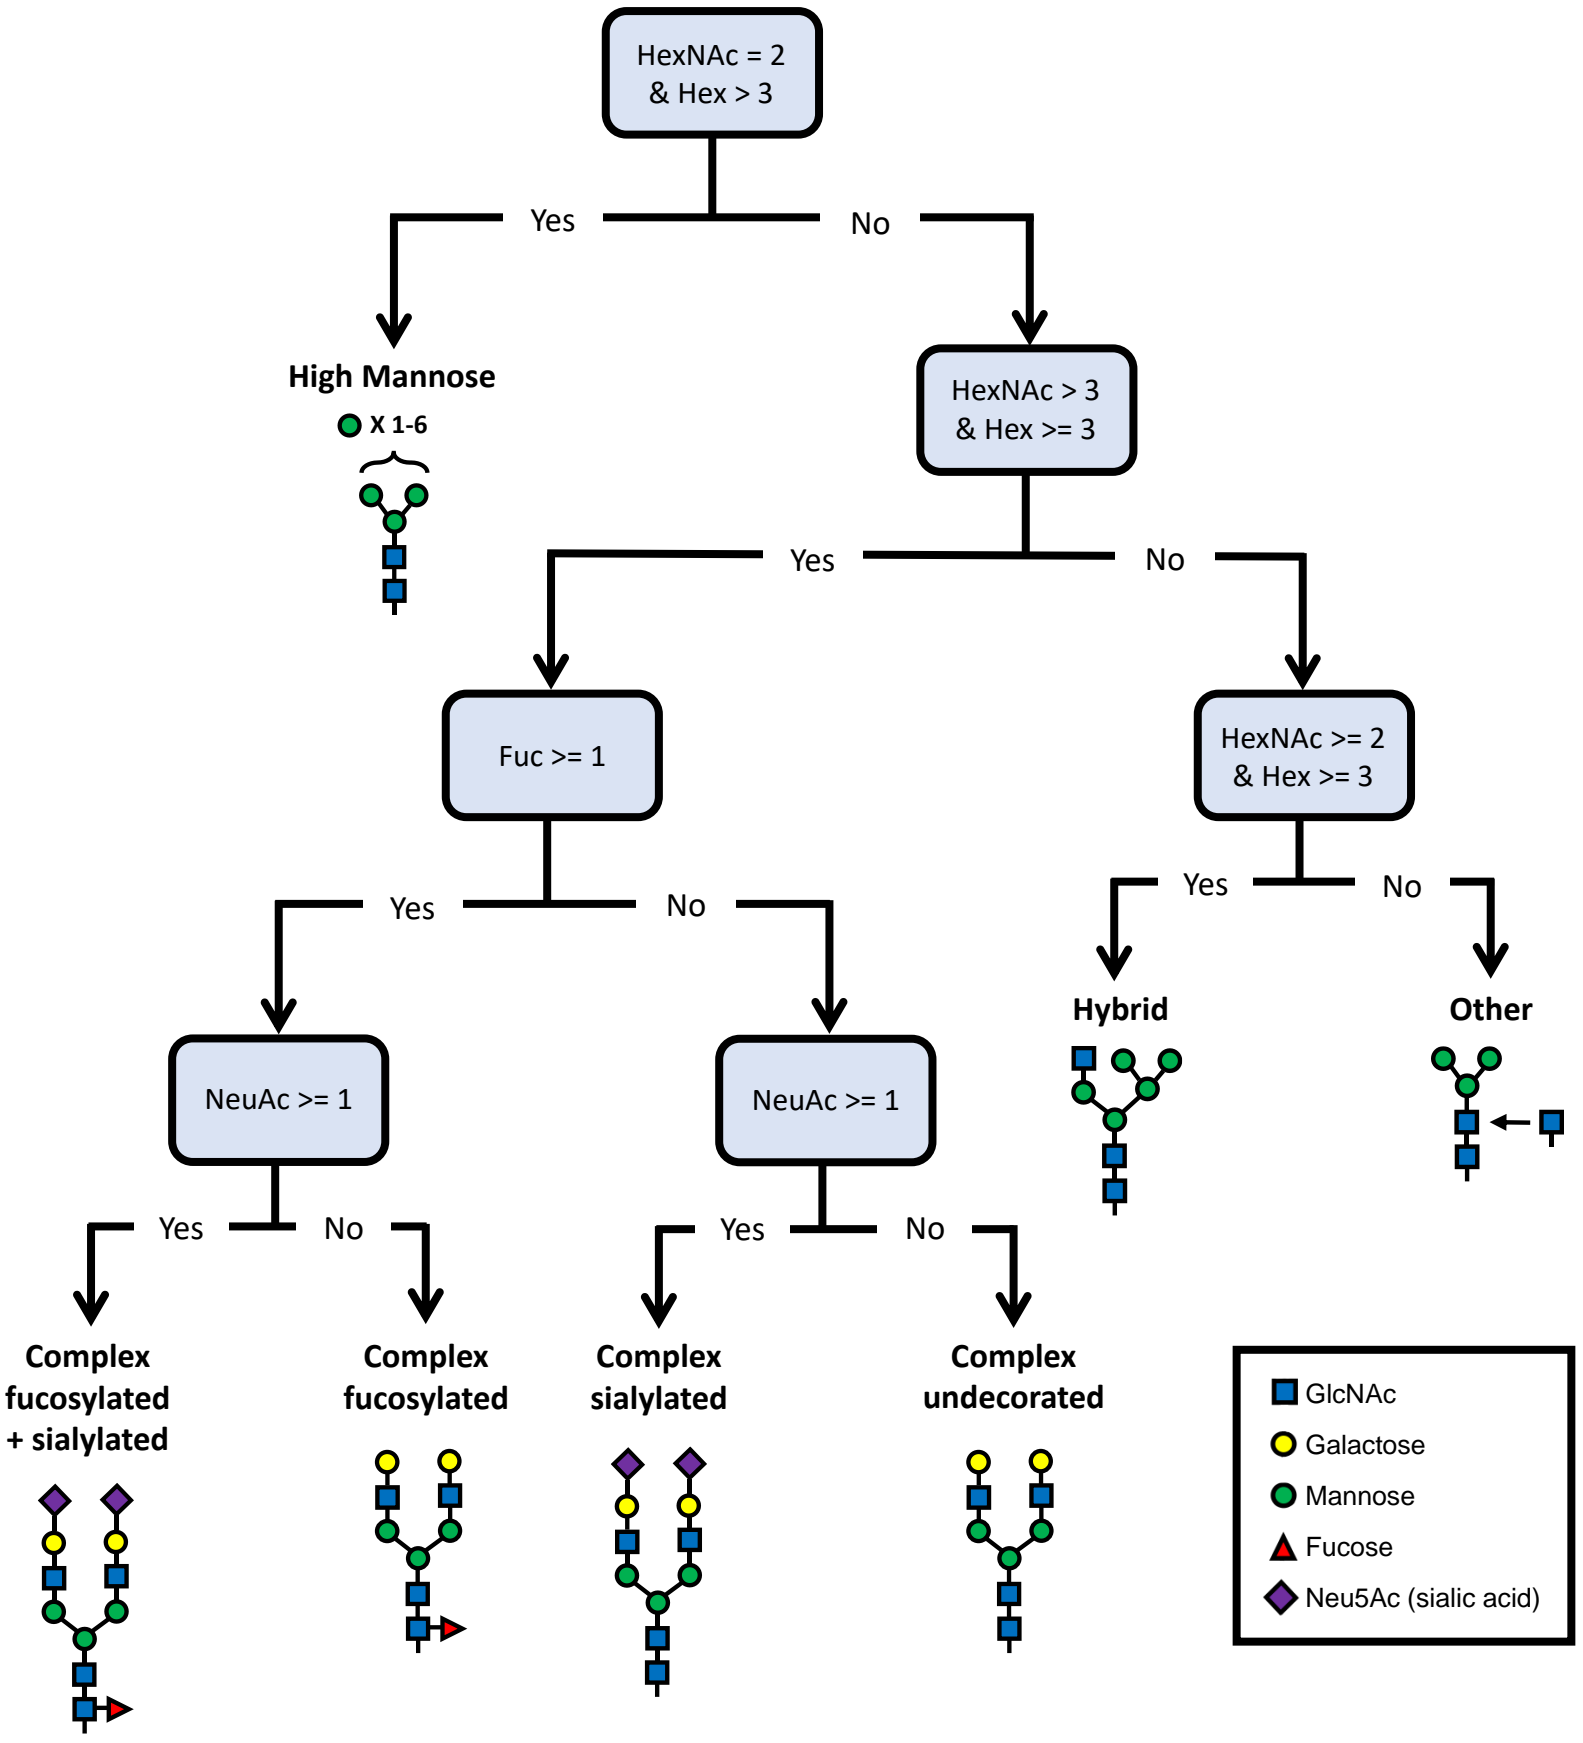 HexNAc = 2
& Hex > 3
Yes
No
High Mannose
X 1-6
HexNAc > 3
& Hex >= 3
Yes
No
Fuc >= 1
HexNAc >= 2
& Hex >= 3
Yes
No
Yes
No
Hybrid
Other
NeuAc >= 1
NeuAc >= 1
Yes
No
Yes
No
Complex
fucosylated
+ sialylated
Complex
fucosylated
Complex
sialylated
Complex
undecorated
GlcNAc
Galactose
Mannose
Fucose
Neu5Ac (sialic acid)